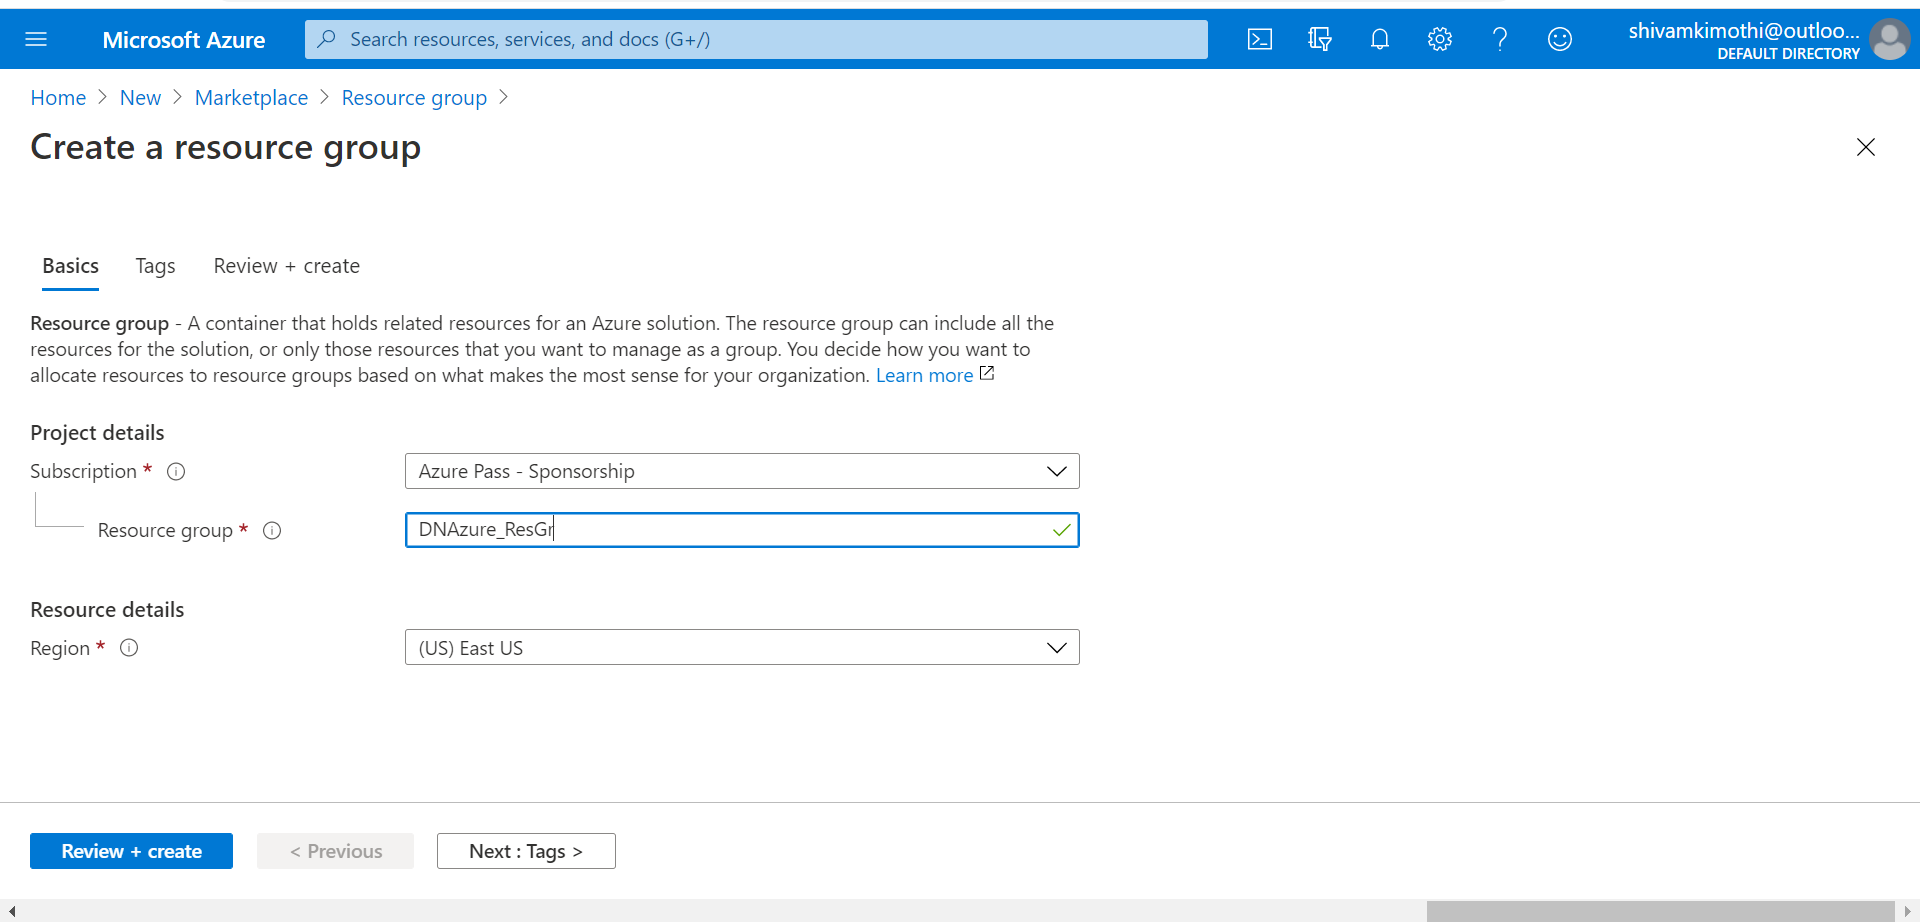 Microsoft Azure
Search resources, services, and docs (G+/)
shivamkimothi@outloo...
DEFAULT DIRECTORY
Home > New > Marketplace > Resource group >
Create a resource group
Basics Tags Review + create
Resource group - A container that holds related resources for an Azure solution. The resource group can include all the
resources for the solution, or only those resources that you want to manage as a group. You decide how you want to
allocate resources to resource groups based on what makes the most sense for your organization. Learn more
Project details
Subscription * Azure Pass - Sponsorship
Resource group * DNAzure_ResGr
Resource details
Region * (US) East US
Review + create < Previous Next : Tags >